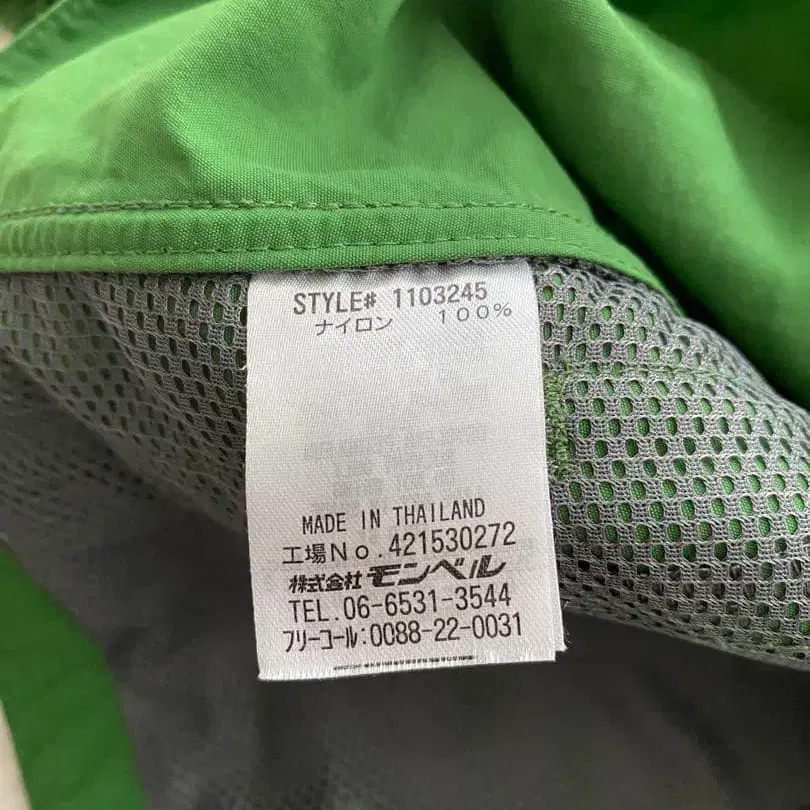 STYLE# 1103245
ナイロン 100%
MADE IN THAILAND
工場No.421530272
株式会社 モンベル
TEL.06-6531-3544
フリーコール:0088-22-0031